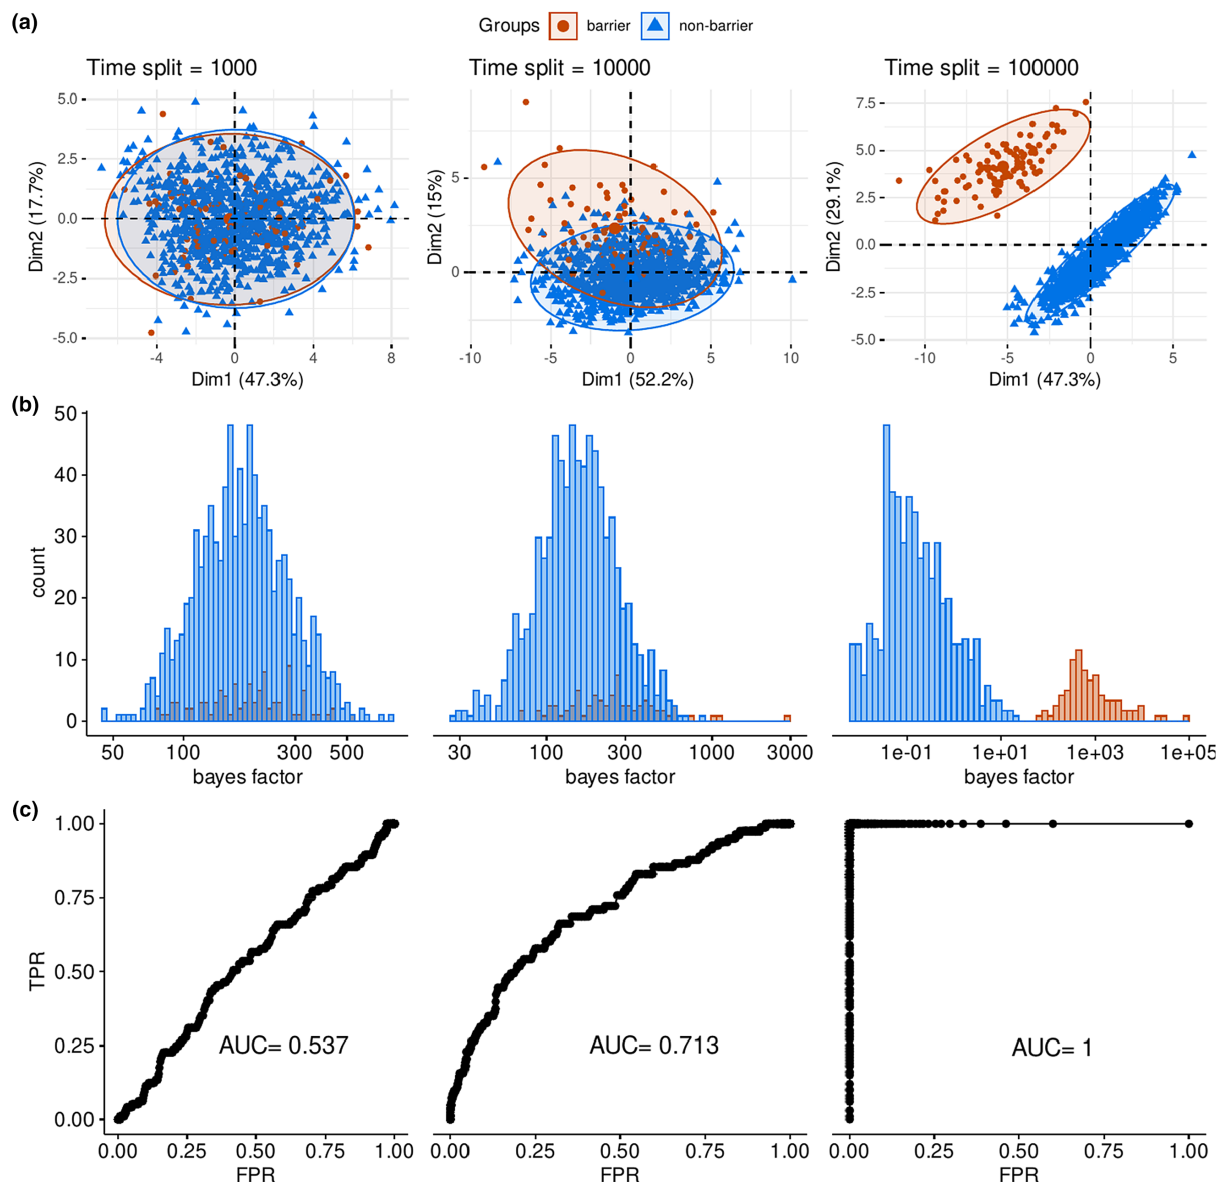 (a)
Groups barrier non-barrier
Time split = 1000
Time split = 10000
Time split = 100000
Dim2 (17.7%)
5.0
2.5
0.0
-2.5
-5.0
-4 0 4 8
Dim1 (47.3%)
Dim2 (15%)
5
0
-10 -5 0 5 10
Dim1 (52.2%)
Dim2 (29.1%)
7.5
5.0
2.5
0.0
-2.5
-5.0
-10 -5 0 5
Dim1 (47.3%)
(b)
count
50
40
30
20
10
0
50 100 300 500
bayes factor
30 100 300 1000 3000
bayes factor
1e-01 1e+01 1e+03 1e+05
bayes factor
(c)
TPR
1.00
0.75
0.50
0.25
0.00
AUC= 0.537
0.00 0.25 0.50 0.75 1.00
FPR
AUC= 0.713
0.00 0.25 0.50 0.75 1.00
FPR
AUC= 1
0.00 0.25 0.50 0.75 1.00
FPR